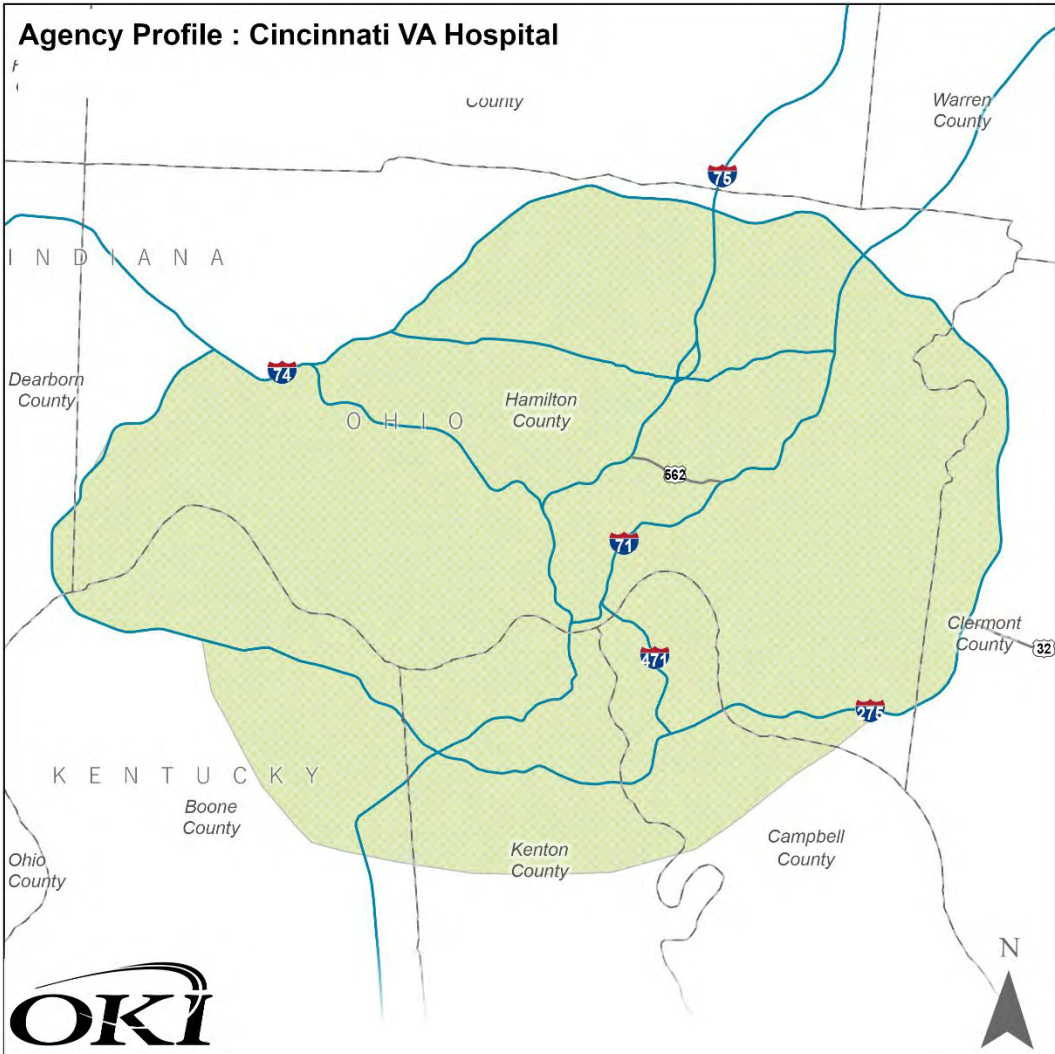 Agency Profile : Cincinnati VA Hospital
County
Warren
County
75
INDIANA
Dearborn
County
74
Hamilton
County
OHIO
562
71
Clermont
County
32
471
275
KENTUCKY
Boone
County
Campbell
County
Kenton
County
Ohio
County
N
OKI